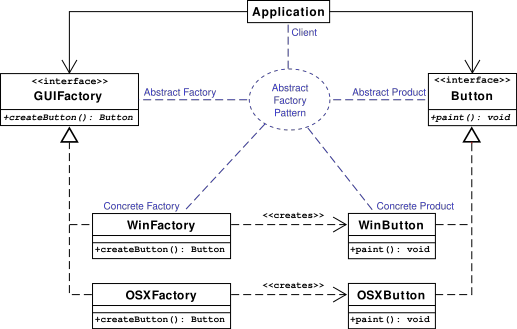 Application
Client
<<interface>>
GUIFactory
+createButton(): Button
Abstract Factory
Abstract
Factory
Pattern
Abstract Product
<<interface>>
Button
+paint(): void
Concrete Factory
Concrete Product
WinFactory
+createButton(): Button
<<creates>>
WinButton
+paint(): void
OSXFactory
+createButton(): Button
<<creates>>
OSXButton
+paint(): void